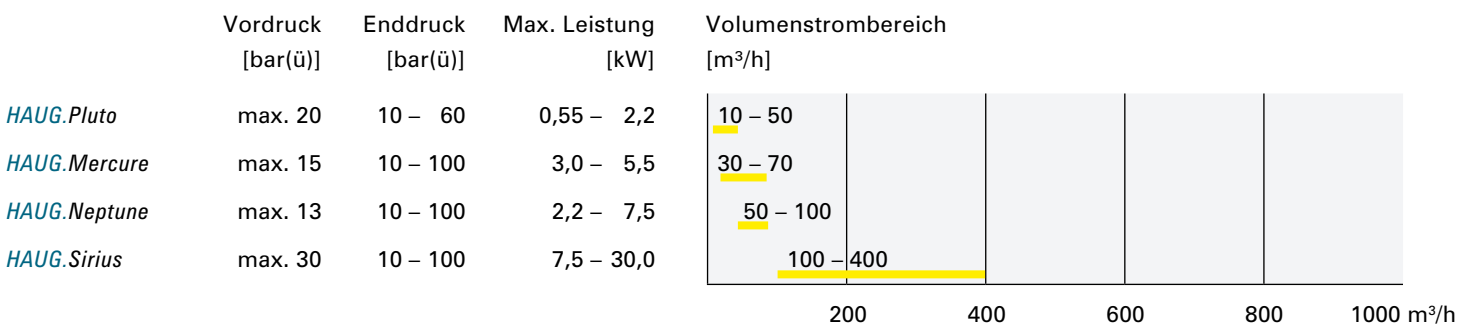 Vordruck Enddruck Max. Leistung Volumenstrombereich
[bar(ü)] [bar(ü)] [kW] [m³/h]
HAUG.Pluto max. 20 10 – 60 0,55 – 2,2 10 – 50
HAUG.Mercure max. 15 10 – 100 3,0 – 5,5 30 – 70
HAUG.Neptune max. 13 10 – 100 2,2 – 7,5 50 – 100
HAUG.Sirius max. 30 10 – 100 7,5 – 30,0 100 – 400
200 400 600 800 1000 m³/h